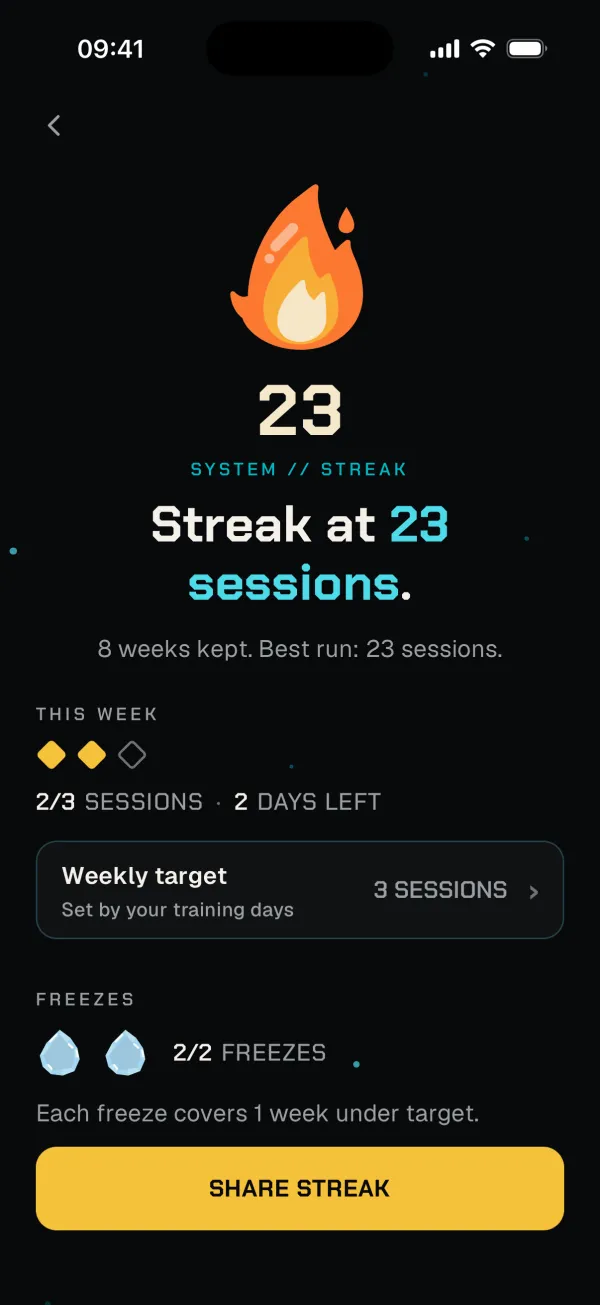 09:41
23
SYSTEM // STREAK
Streak at 23
sessions.
8 weeks kept. Best run: 23 sessions.
THIS WEEK
2/3 SESSIONS · 2 DAYS LEFT
Weekly target
3 SESSIONS
Set by your training days
FREEZES
2/2 FREEZES
Each freeze covers 1 week under target.
SHARE STREAK